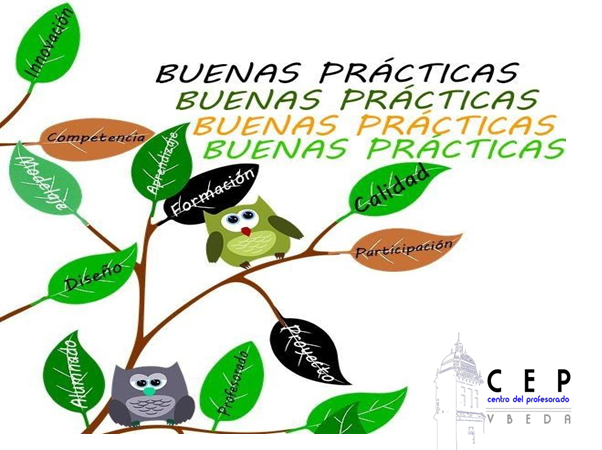 Innovación
BUENAS PRÁCTICAS
BUENAS PRÁCTICAS
BUENAS PRÁCTICAS
BUENAS PRÁCTICAS
Competencia
Aprendizaje
Modelaje
Formación
Calidad
Participación
Diseño
Proyecto
Alumnado
Profesorado
CEP
centro del profesorado
VBEDA